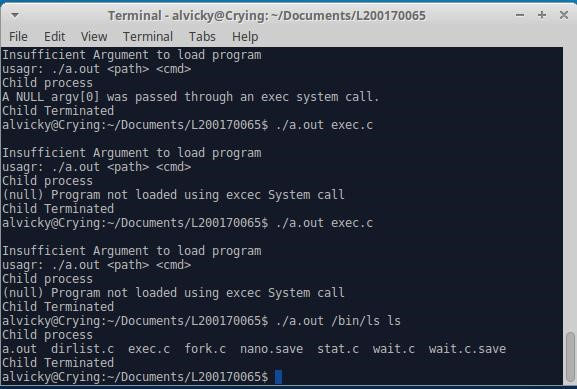 Terminal - alvicky@Crying: ~/Documents/L200170065
File Edit View Terminal Tabs Help
Insufficient Argument to load program
usagr: ./a.out <path> <cmd>
Child process
A NULL argv[0] was passed through an exec system call.
Child Terminated
alvicky@Crying:~/Documents/L200170065$ ./a.out exec.c
Insufficient Argument to load program
usagr: ./a.out <path> <cmd>
Child process
(null) Program not loaded using excec System call
Child Terminated
alvicky@Crying:~/Documents/L200170065$ ./a.out exec.c
Insufficient Argument to load program
usagr: ./a.out <path> <cmd>
Child process
(null) Program not loaded using excec System call
Child Terminated
alvicky@Crying:~/Documents/L200170065$ ./a.out /bin/ls ls
Child process
a.out  dirlist.c  exec.c  fork.c  nano.save  stat.c  wait.c  wait.c.save
Child Terminated
alvicky@Crying:~/Documents/L200170065$